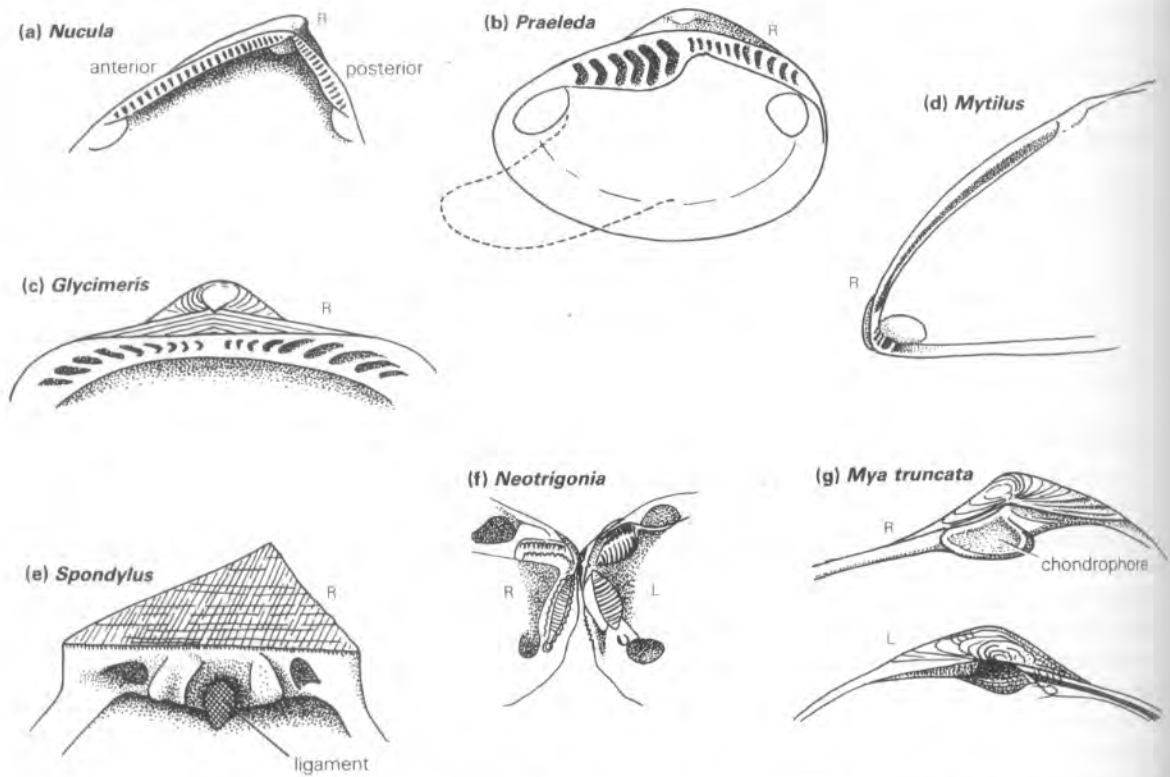 (a) Nucula
R
anterior
posterior
(b) Praeleda
R
(c) Glycimeris
R
(d) Mytilus
R
(e) Spondylus
R
ligament
(f) Neotrigonia
R
L
(g) Mya truncata
R
chondrophore
L